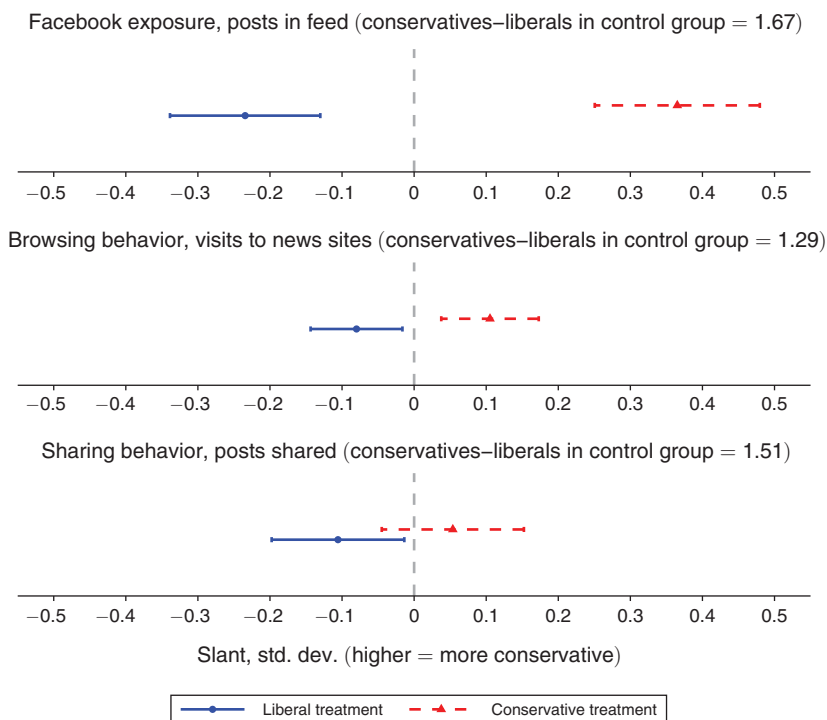 Facebook exposure, posts in feed (conservatives−liberals in control group = 1.67)
−0.5 −0.4 −0.3 −0.2 −0.1 0 0.1 0.2 0.3 0.4 0.5
Browsing behavior, visits to news sites (conservatives−liberals in control group = 1.29)
−0.5 −0.4 −0.3 −0.2 −0.1 0 0.1 0.2 0.3 0.4 0.5
Sharing behavior, posts shared (conservatives−liberals in control group = 1.51)
−0.5 −0.4 −0.3 −0.2 −0.1 0 0.1 0.2 0.3 0.4 0.5
Slant, std. dev. (higher = more conservative)
Liberal treatment Conservative treatment